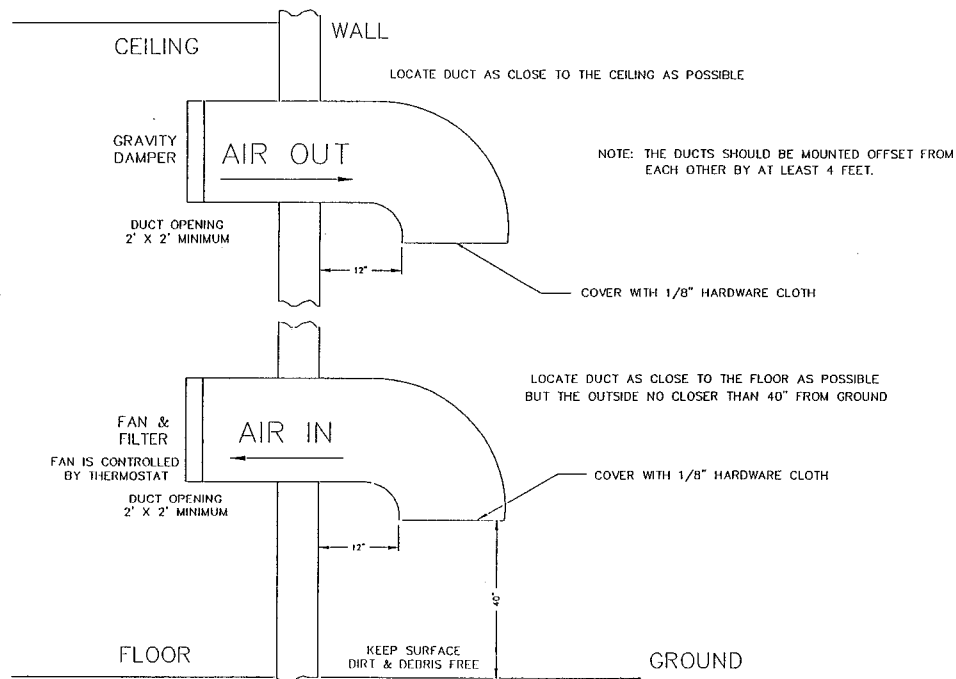 WALL
CEILING
LOCATE DUCT AS CLOSE TO THE CEILING AS POSSIBLE
GRAVITY
DAMPER
AIR OUT
NOTE: THE DUCTS SHOULD BE MOUNTED OFFSET FROM
EACH OTHER BY AT LEAST 4 FEET.
DUCT OPENING
2' X 2' MINIMUM
12"
COVER WITH 1/8" HARDWARE CLOTH
LOCATE DUCT AS CLOSE TO THE FLOOR AS POSSIBLE
BUT THE OUTSIDE NO CLOSER THAN 40" FROM GROUND
FAN &
FILTER
AIR IN
FAN IS CONTROLLED
BY THERMOSTAT
COVER WITH 1/8" HARDWARE CLOTH
DUCT OPENING
2' X 2' MINIMUM
12"
40"
FLOOR
KEEP SURFACE
DIRT & DEBRIS FREE
GROUND